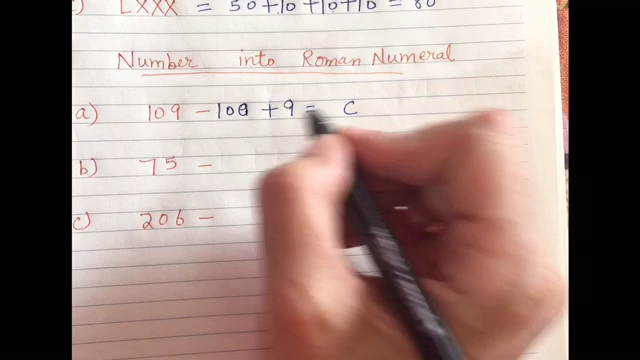 c) LXXX = 50+10+10+10 = 80
Number into Roman Numeral
a) 109 - 100 + 9 = C
b) 75 -
c) 206 -